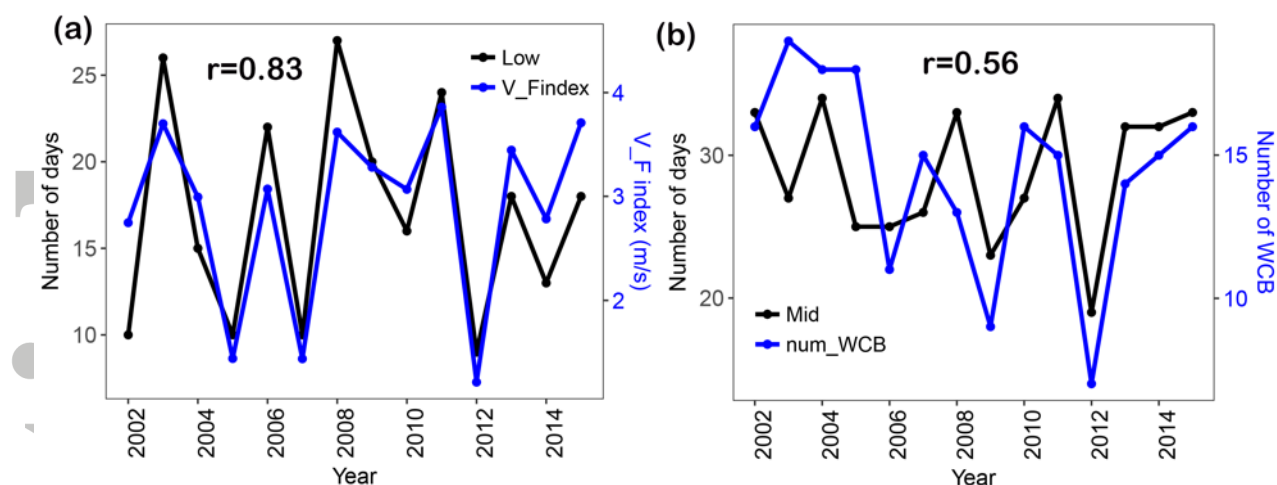 (a)
r=0.83
Low
V_Findex
Number of days
25
20
15
10
4
3
2
V_F index (m/s)
2002
2004
2006
2008
2010
2012
2014
Year
(b)
r=0.56
Mid
num_WCB
Number of days
30
20
15
10
Number of WCB
2002
2004
2006
2008
2010
2012
2014
Year